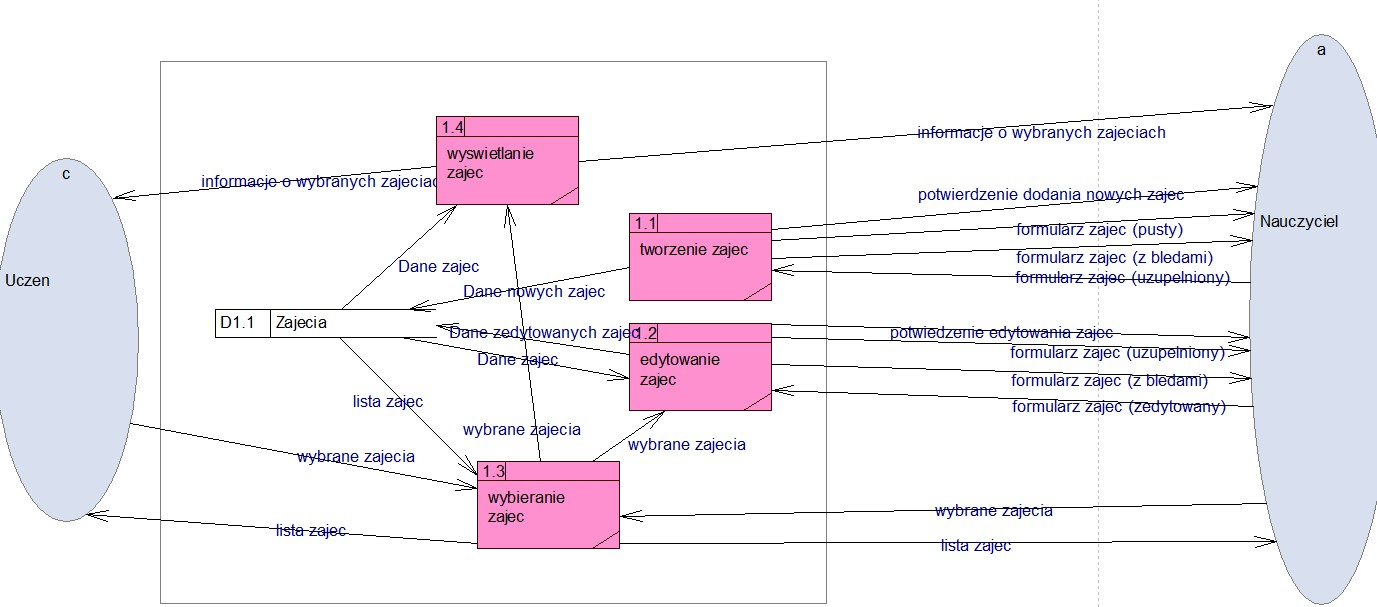 a
1.4
informacje o wybranych zajeciach
wyswietlanie
zajec
c
informacje o wybranych zajeciac
potwierdzenie dodania nowych zajec
1.1
Nauczyciel
formularz zajec (pusty)
tworzenie zajec
formularz zajec (z bledami)
Dane zajec
Uczen
formularz zajec (uzupelniony)
Dane nowych zajec
D1.1 Zajecia
Dane zedytowanych zajec
1.2
potwiedzenie edytowania zajec
formularz zajec (uzupelniony)
Dane zajec
edytowanie
zajec
formularz zajec (z bledami)
lista zajec
formularz zajec (zedytowany)
wybrane zajecia
wybrane zajecia
wybrane zajecia
1.3
wybieranie
zajec
wybrane zajecia
lista zajec
lista zajec